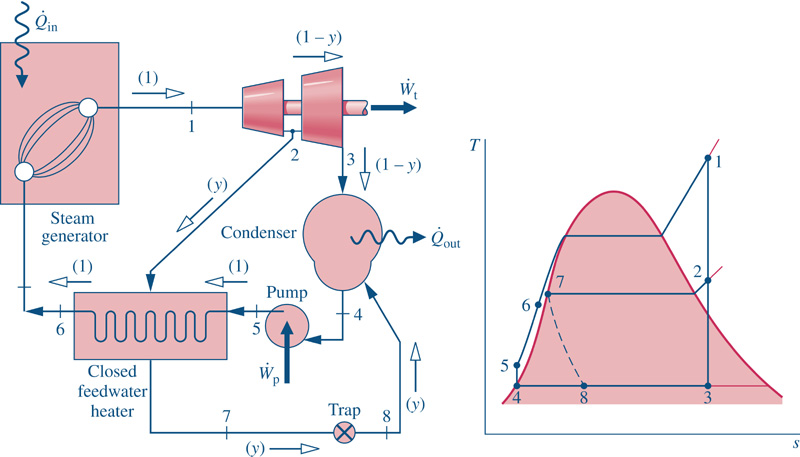 Q̇in
(1 – y)
(1)
Ẇt
1
2
3
(1 – y)
(y)
Steam
generator
Condenser
Q̇out
(1)
(1)
Pump
6
5
4
Closed
feedwater
heater
Ẇp
(y)
7
Trap
8
(y)
T
1
2
7
6
5
4
8
3
s